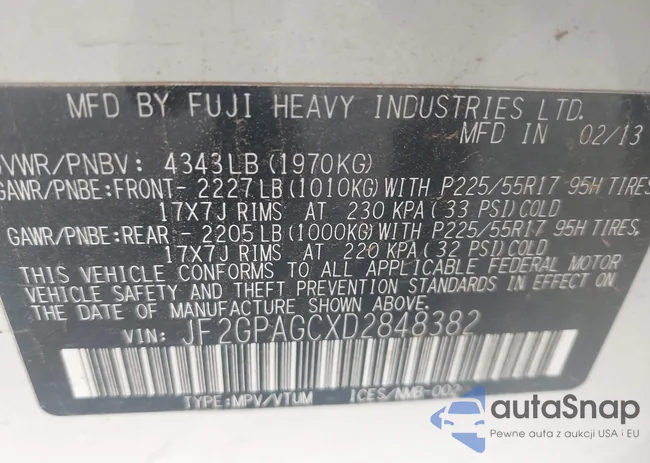 MFD BY FUJI HEAVY INDUSTRIES LTD.
MFD IN 02/13
GVWR/PNBV: 4343LB (1970KG)
GAWR/PNBE:FRONT- 2227LB (1010KG) WITH P225/55R17 95H TIRES
17X7J RIMS AT 230 KPA (33 PSI) COLD
GAWR/PNBE:REAR - 2205LB (1000KG) WITH P225/55R17 95H TIRES,
17X7J RIMS AT 220 KPA (32 PSI) COLD
THIS VEHICLE CONFORMS TO ALL APPLICABLE FEDERAL MOTOR
VEHICLE SAFETY AND THEFT PREVENTION STANDARDS IN EFFECT ON
THE DATE OF MANUFACTURE SHOWN ABOVE.
VIN: JF2GPAGCXD2848382
TYPE:MPV/VTUM ICES/NMB-002
autaSnap
Pewne auta z aukcji USA i EU